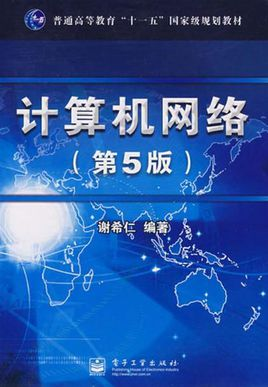 普通高等教育“十一五”国家级规划教材
计算机网络
（第5版）
谢希仁 编著
电子工业出版社
Publishing House of Electronics Industry